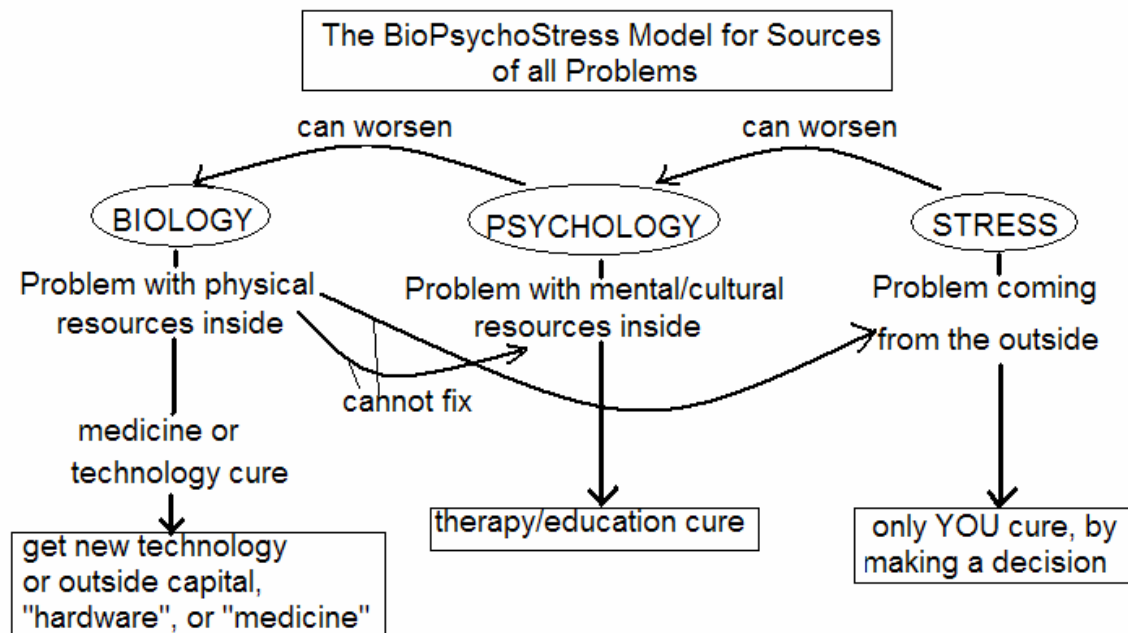 The BioPsychoStress Model for Sources
of all Problems
can worsen
can worsen
BIOLOGY
PSYCHOLOGY
STRESS
Problem with physical
resources inside
Problem with mental/cultural
resources inside
Problem coming
from the outside
cannot fix
medicine or
technology cure
get new technology
or outside capital,
"hardware", or "medicine"
therapy/education cure
only YOU cure, by
making a decision